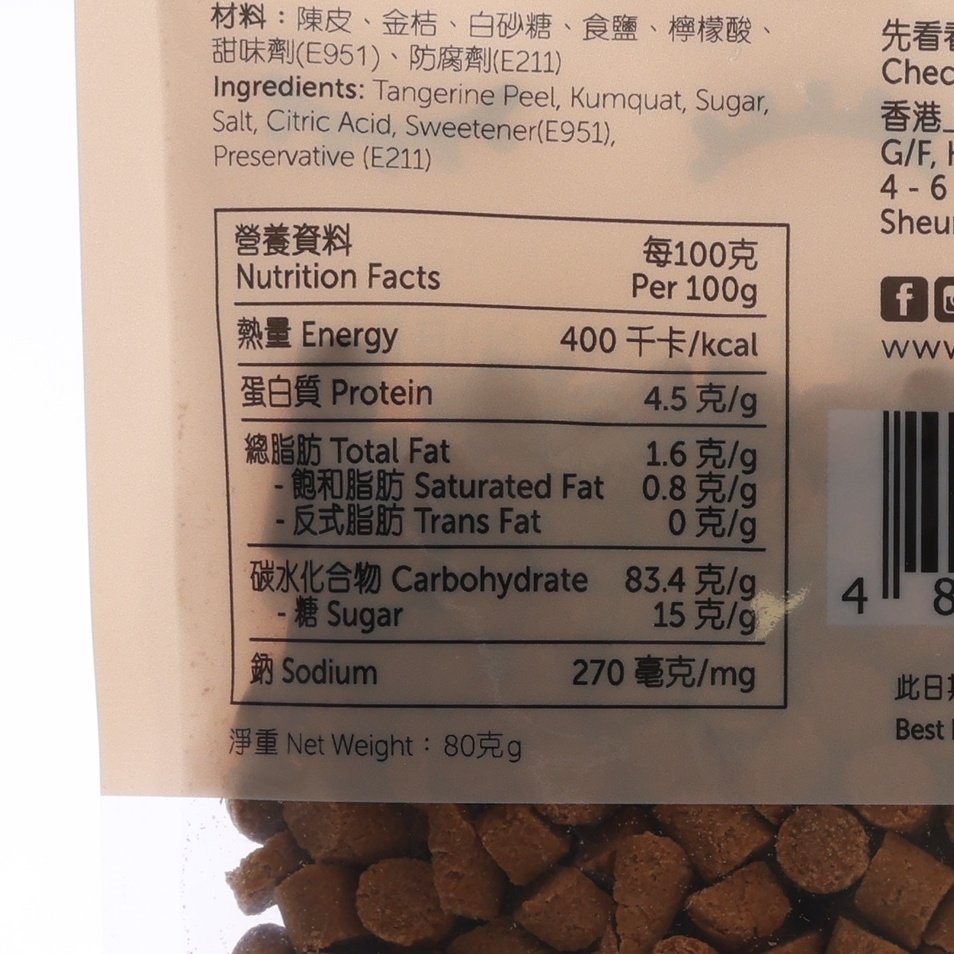 材料：陳皮、金桔、白砂糖、食鹽、檸檬酸、
甜味劑(E951)、防腐劑(E211)
Ingredients: Tangerine Peel, Kumquat, Sugar,
Salt, Citric Acid, Sweetener(E951),
Preservative (E211)
營養資料 每100克
Nutrition Facts Per 100g
熱量 Energy 400 千卡/kcal
蛋白質 Protein 4.5 克/g
總脂肪 Total Fat 1.6 克/g
- 飽和脂肪 Saturated Fat 0.8 克/g
- 反式脂肪 Trans Fat 0 克/g
碳水化合物 Carbohydrate 83.4 克/g
- 糖 Sugar 15 克/g
鈉 Sodium 270 毫克/mg
淨重 Net Weight：80克g
先看
香港
G/F,
4 - 6
f
4 8
此日
Best